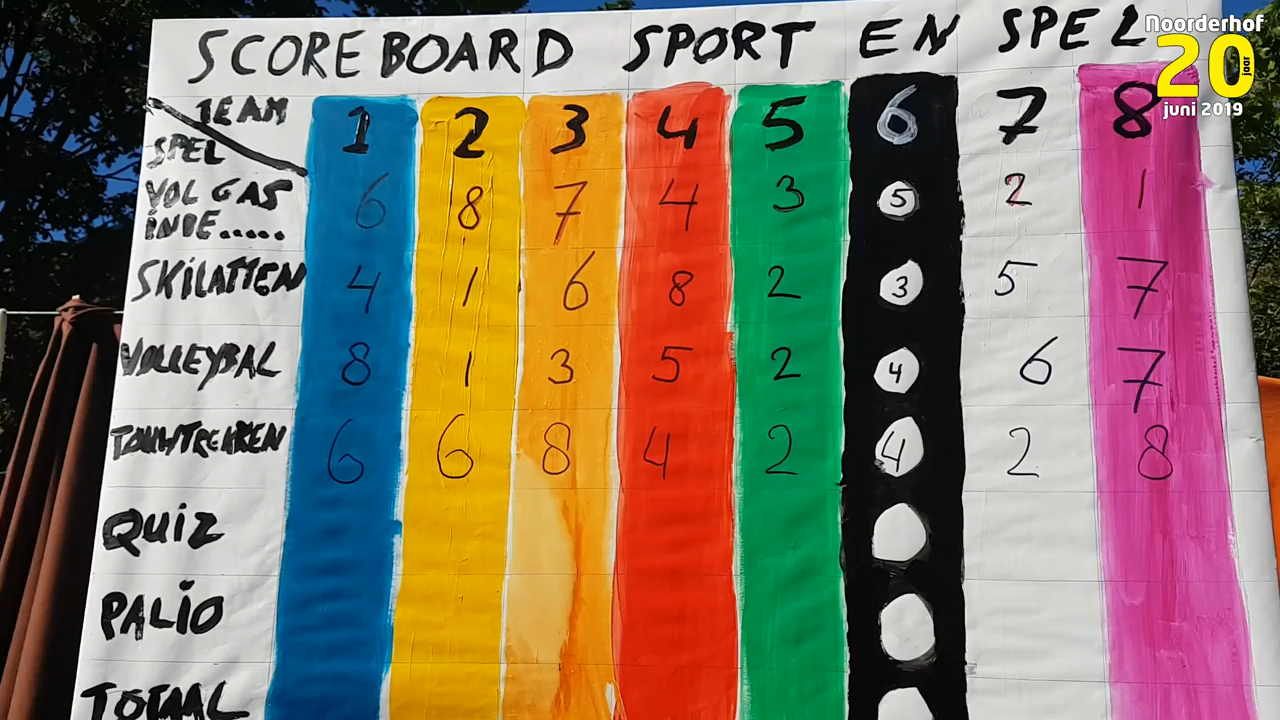 SCOREBOARD SPORT EN SPEL
Noorderhof
20 jaar
juni 2019
TEAM 1 2 3 4 5 6 7 8
SPEL
VOL GAS
INDE..... 6 8 7 4 3 5 2 1
SKILATTEN 4 1 6 8 2 3 5 7
VOLLEYBAL 8 1 3 5 2 4 6 7
TOUWTREKKEN 6 6 8 4 2 4 2 8
QUIZ
PALIO
TOTAAL